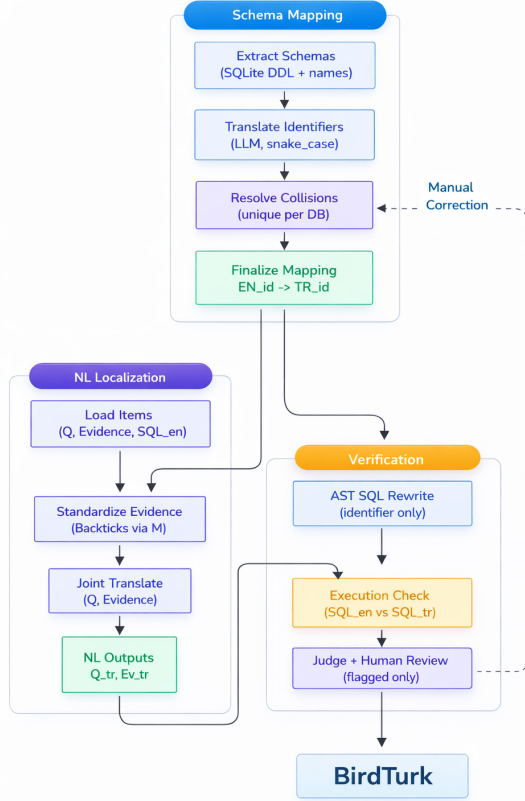 Schema Mapping
Extract Schemas
(SQLite DDL + names)
Translate Identifiers
(LLM, snake_case)
Resolve Collisions
(unique per DB)
Manual
Correction
Finalize Mapping
EN_id -> TR_id
NL Localization
Load Items
(Q, Evidence, SQL_en)
Standardize Evidence
(Backticks via M)
Joint Translate
(Q, Evidence)
NL Outputs
Q_tr, Ev_tr
Verification
AST SQL Rewrite
(identifier only)
Execution Check
(SQL_en vs SQL_tr)
Judge + Human Review
(flagged only)
BirdTurk